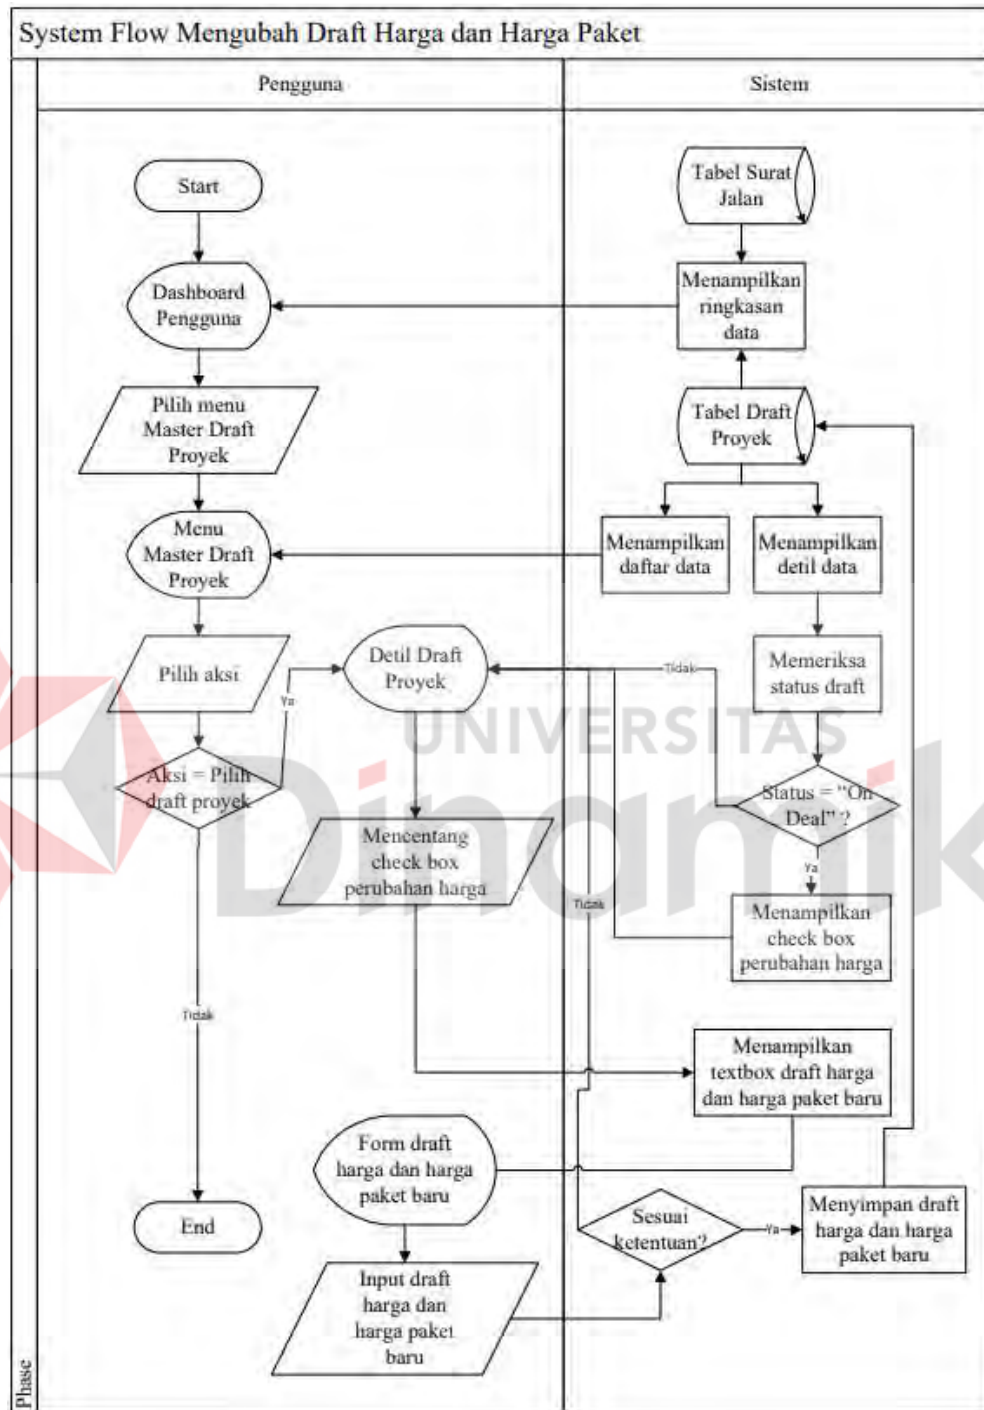 System Flow Mengubah Draft Harga dan Harga Paket
Pengguna
Sistem
Start
Tabel Surat
Jalan
Dashboard
Pengguna
Menampilkan
ringkasan
data
Pilih menu
Master Draft
Proyek
Tabel Draft
Proyek
Menu
Master Draft
Proyek
Menampilkan
daftar data
Menampilkan
detil data
Pilih aksi
Ya
Detil Draft
Proyek
Tidak
Memeriksa
status draft
UNIVERSITAS
Dinamik
Aksi = Pilih
draft proyek
Status = "On
Deal" ?
Ya
Mencentang
check box
perubahan harga
Tidak
Menampilkan
check box
perubahan harga
Tidak
Menampilkan
textbox draft harga
dan harga paket baru
Form draft
harga dan harga
paket baru
End
Sesuai
ketentuan?
Ya
Menyimpan draft
harga dan harga
paket baru
Input draft
harga dan
harga paket
baru
Phase